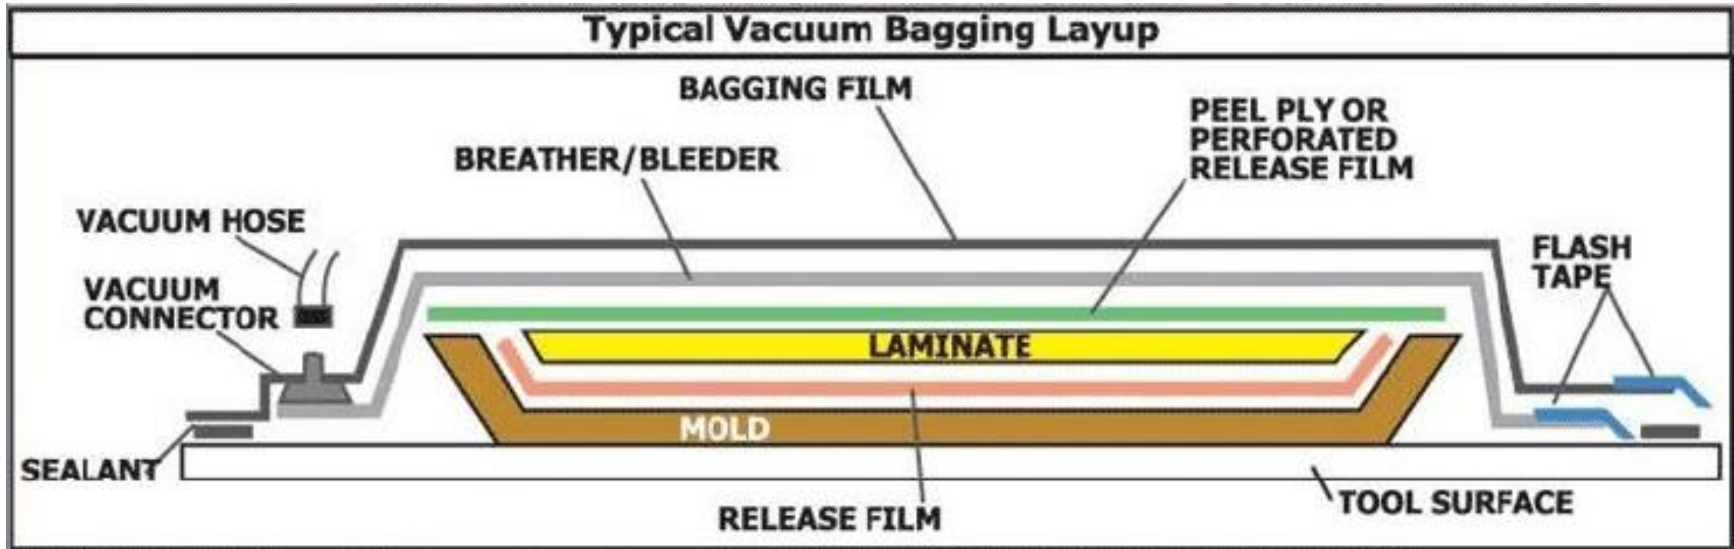 Typical Vacuum Bagging Layup
BAGGING FILM
PEEL PLY OR
PERFORATED
RELEASE FILM
BREATHER/BLEEDER
VACUUM HOSE
FLASH
TAPE
VACUUM
CONNECTOR
LAMINATE
MOLD
SEALANT
RELEASE FILM
TOOL SURFACE